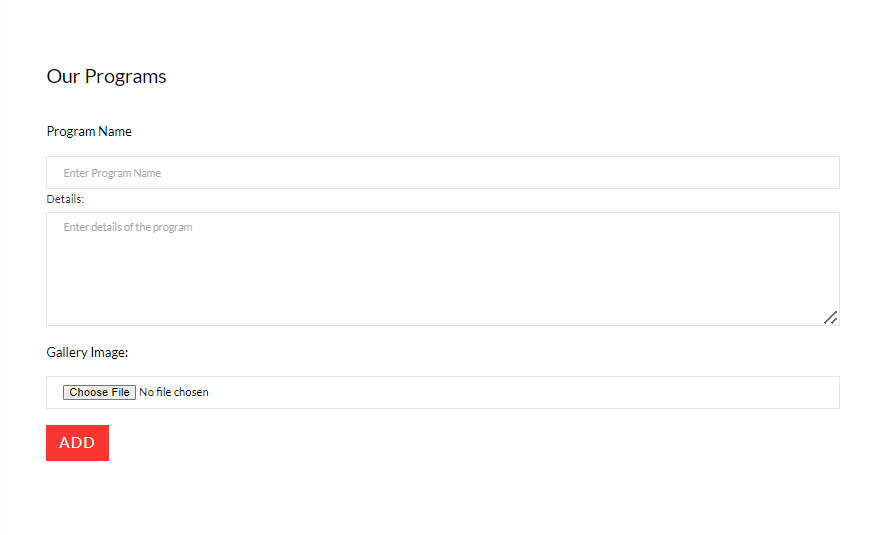 Our Programs
Program Name
Enter Program Name
Details:
Enter details of the program
Gallery Image:
Choose File No file chosen
ADD